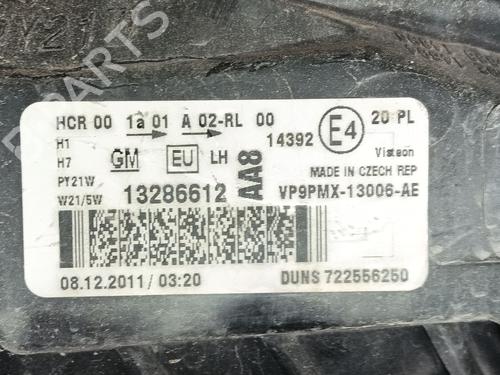 HCR 00 1a 01 A 02-RL 00
14392 E4 20 PL
H1
H7 GM EU LH AA8 Visteon
PY21W MADE IN CZECH REP
W21/5W 13286612 VP9PMX-13006-AE
08.12.2011 / 03:20 DUNS 722556250
B-PARTS